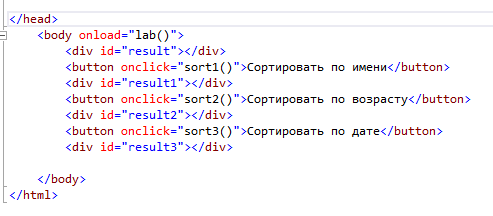 </head>
<body onload="lab()">
<div id="result"></div>
<button onclick="sort1()">Сортировать по имени</button>
<div id="result1"></div>
<button onclick="sort2()">Сортировать по возрасту</button>
<div id="result2"></div>
<button onclick="sort3()">Сортировать по дате</button>
<div id="result3"></div>
</body>
</html>